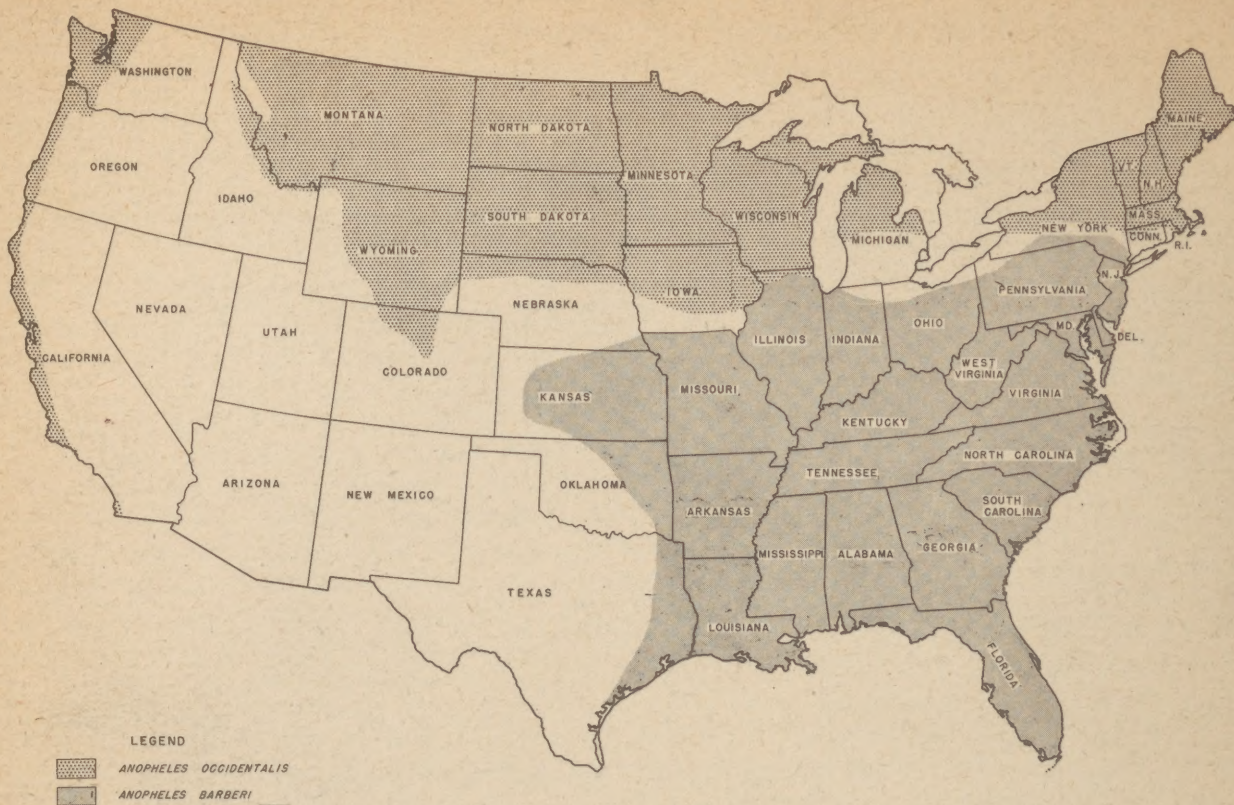 WASHINGTON
MONTANA
NORTH DAKOTA
MAINE
OREGON
IDAHO
MINNESOTA
VT.
N.H.
SOUTH DAKOTA
WISCONSIN
MICHIGAN
NEW YORK
MASS.
CONN.
R.I.
WYOMING
IOWA
NEBRASKA
PENNSYLVANIA
N.J.
NEVADA
UTAH
CALIFORNIA
COLORADO
ILLINOIS
INDIANA
OHIO
MD.
DEL.
WEST
VIRGINIA
VIRGINIA
KANSAS
MISSOURI
KENTUCKY
ARIZONA
NEW MEXICO
OKLAHOMA
TENNESSEE
NORTH CAROLINA
ARKANSAS
SOUTH
CAROLINA
MISSISSIPPI
ALABAMA
GEORGIA
TEXAS
LOUISIANA
FLORIDA
LEGEND
ANOPHELES OCCIDENTALIS
ANOPHELES BARBERI